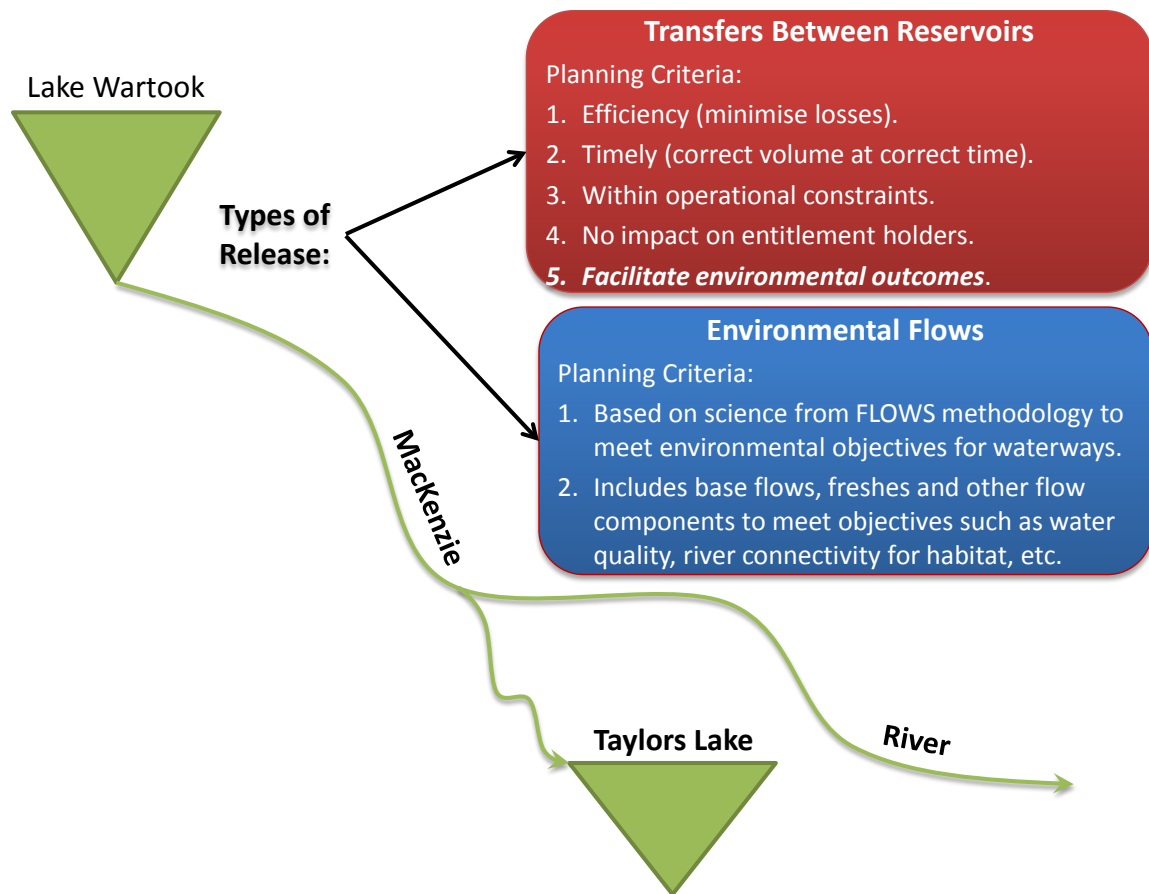 Lake Wartook
Types of
Release:
Transfers Between Reservoirs
Planning Criteria:
1. Efficiency (minimise losses).
2. Timely (correct volume at correct time).
3. Within operational constraints.
4. No impact on entitlement holders.
5. Facilitate environmental outcomes.
Environmental Flows
Planning Criteria:
1. Based on science from FLOWS methodology to
meet environmental objectives for waterways.
2. Includes base flows, freshes and other flow
components to meet objectives such as water
quality, river connectivity for habitat, etc.
MacKenzie
River
Taylors Lake